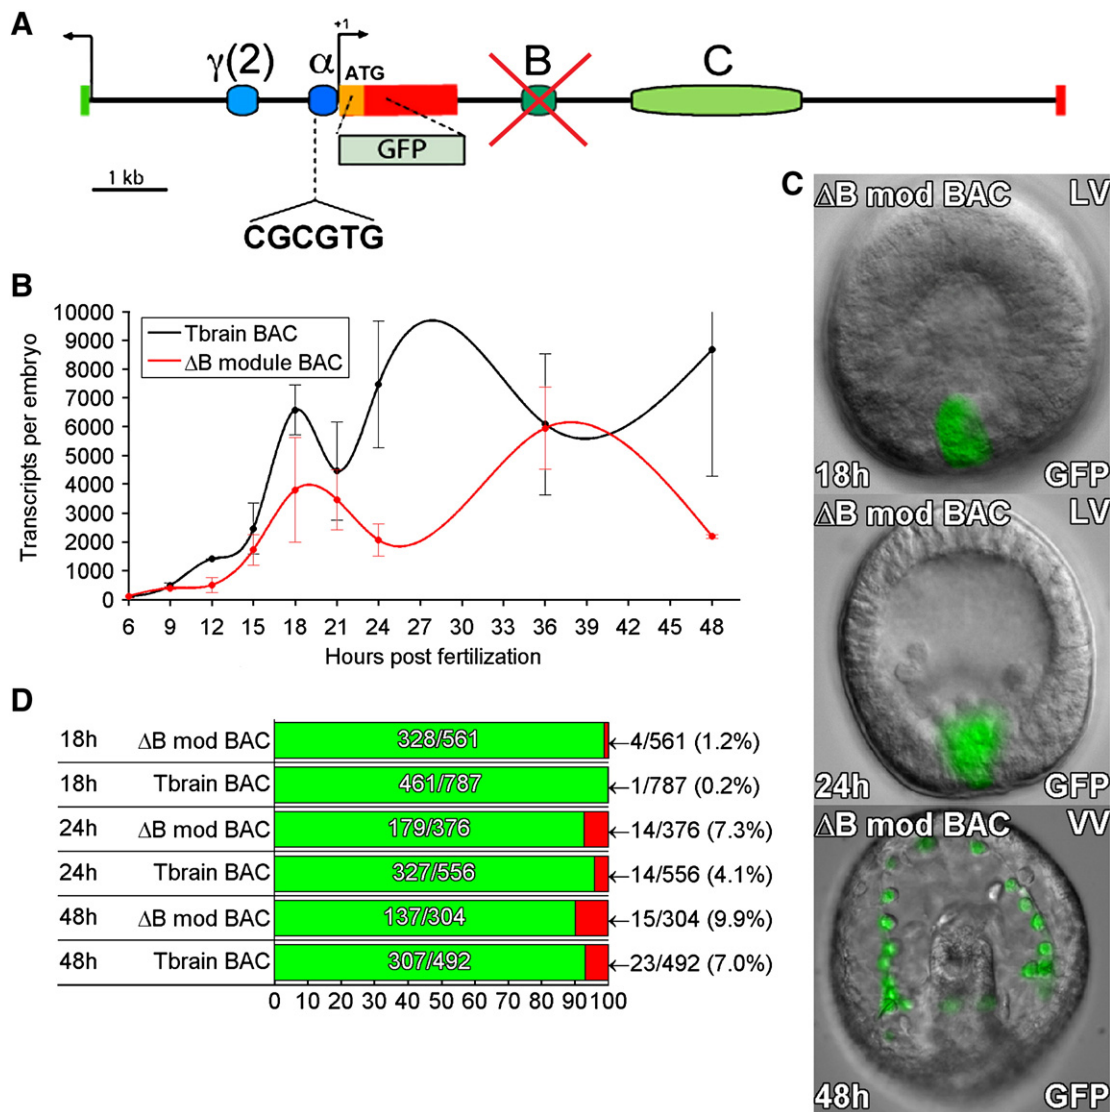 A
γ(2)
α
+1
ATG
B
C
GFP
1 kb
CGCGTG
B
Transcripts per embryo
10000
9000
8000
7000
6000
5000
4000
3000
2000
1000
0
Tbrain BAC
ΔB module BAC
6 9 12 15 18 21 24 27 30 33 36 39 42 45 48
Hours post fertilization
C
ΔB mod BAC LV
18h GFP
ΔB mod BAC LV
24h GFP
ΔB mod BAC VV
48h GFP
D
18h ΔB mod BAC 328/561 ←4/561 (1.2%)
18h Tbrain BAC 461/787 ←1/787 (0.2%)
24h ΔB mod BAC 179/376 ←14/376 (7.3%)
24h Tbrain BAC 327/556 ←14/556 (4.1%)
48h ΔB mod BAC 137/304 ←15/304 (9.9%)
48h Tbrain BAC 307/492 ←23/492 (7.0%)
0 10 20 30 40 50 60 70 80 90 100